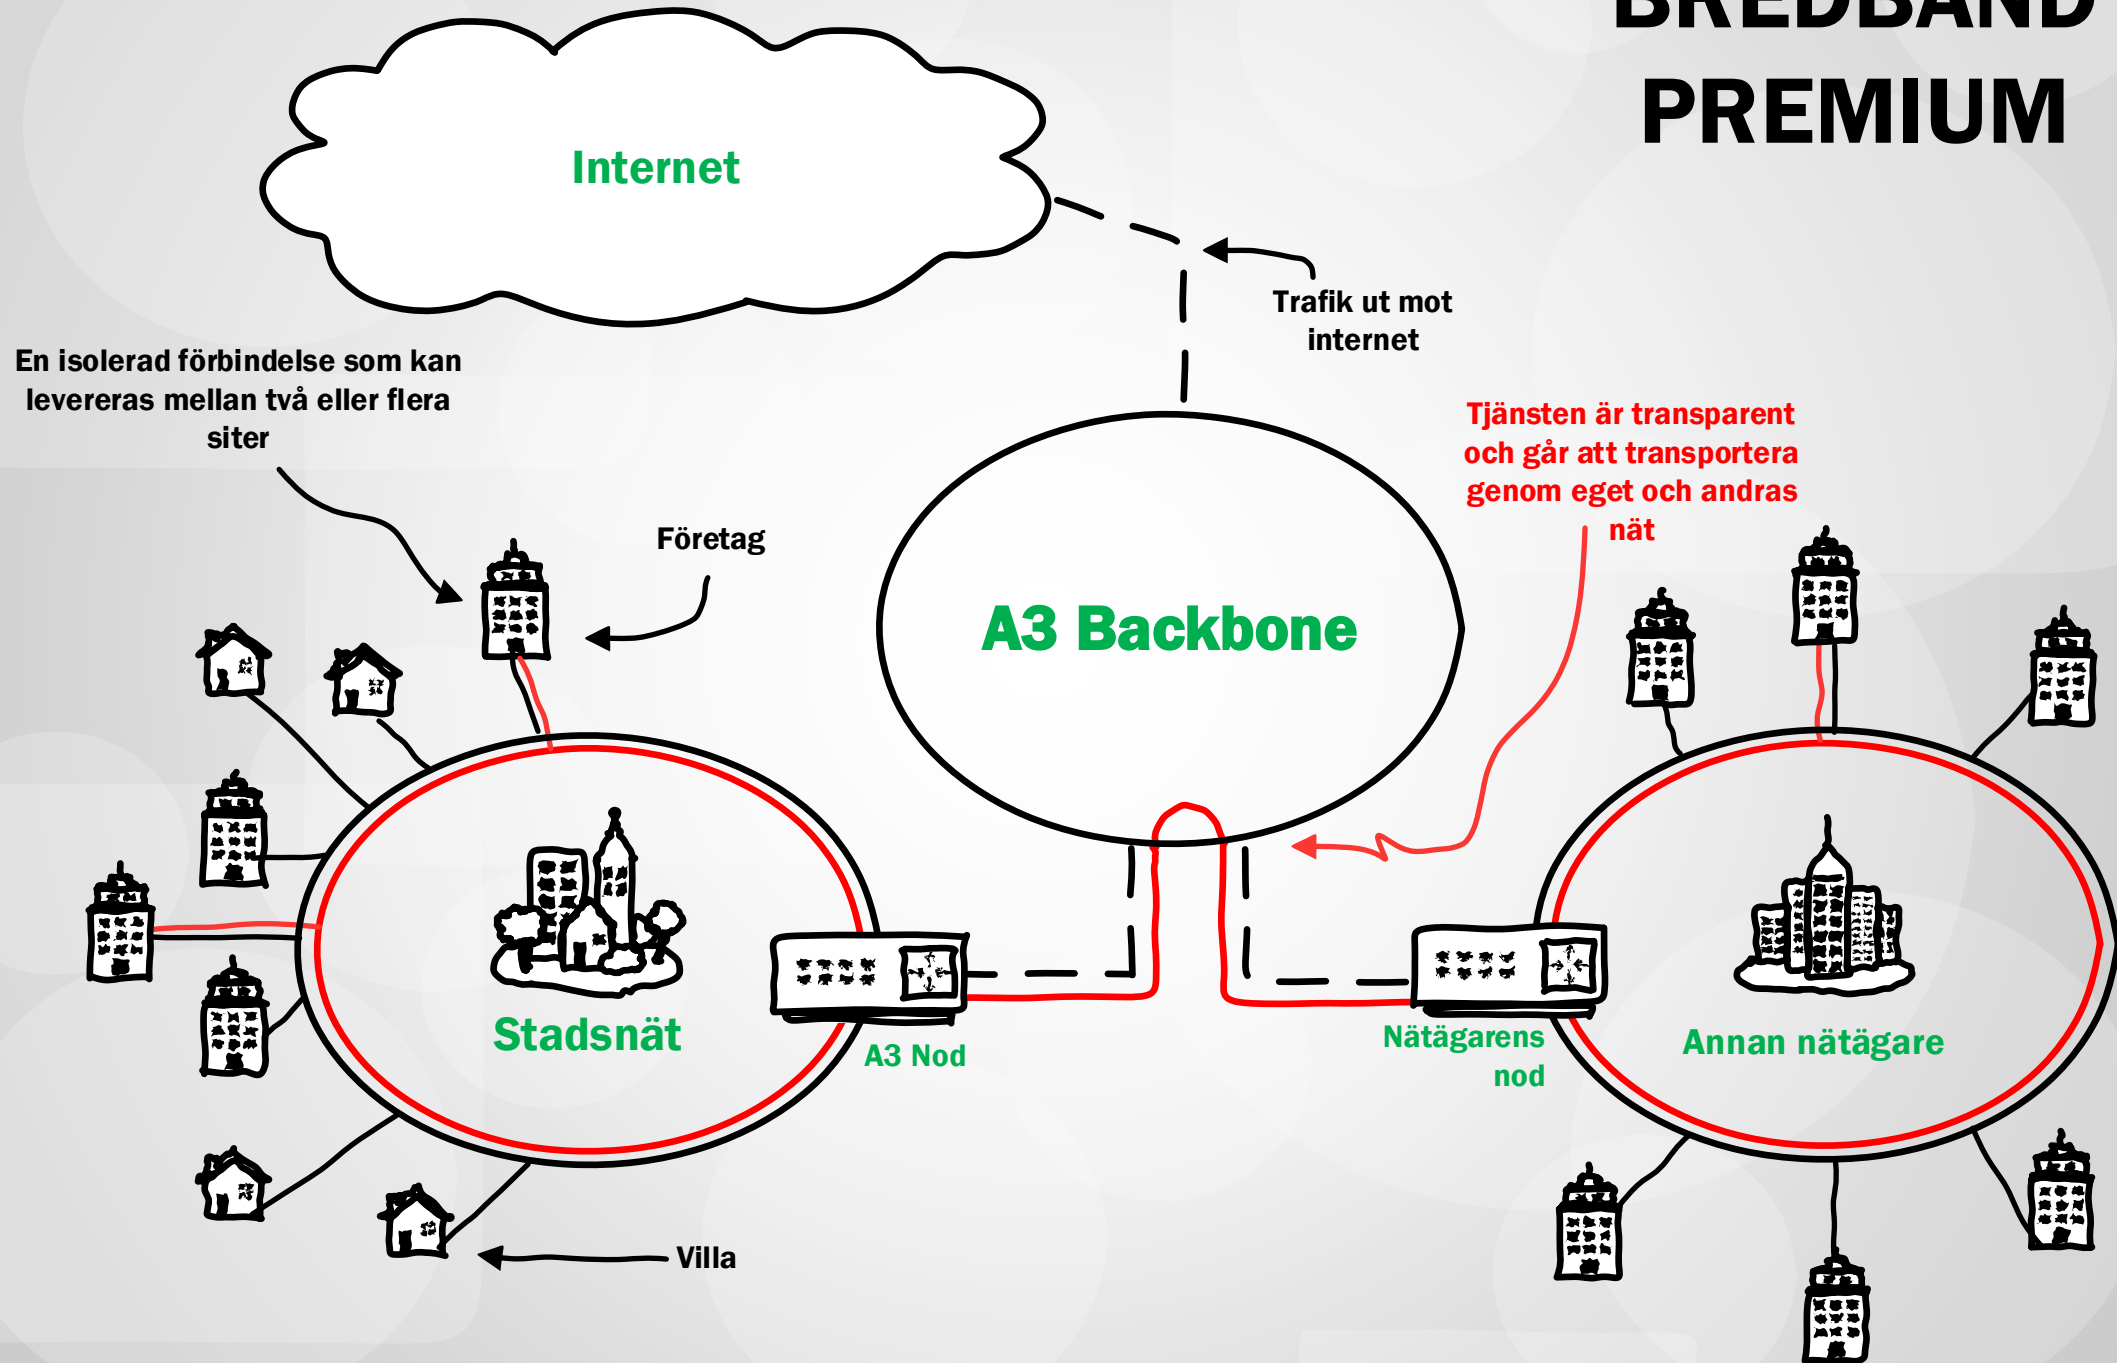 BREDBAND
PREMIUM
Internet
Trafik ut mot
internet
En isolerad förbindelse som kan
levereras mellan två eller flera
siter
Tjänsten är transparent
och går att transportera
genom eget och andras
nät
Företag
A3 Backbone
Stadsnät
A3 Nod
Nätägarens
nod
Annan nätägare
Villa